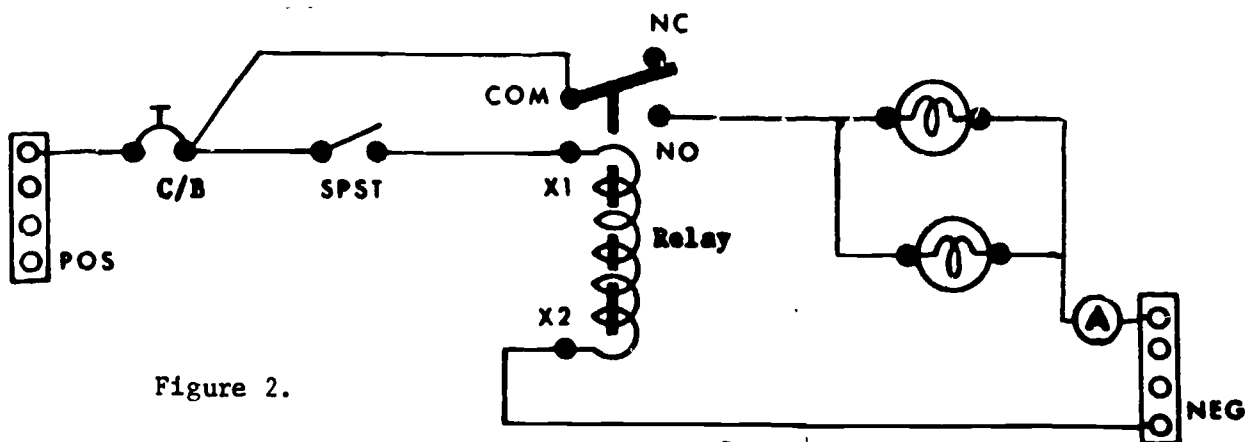 NC
COM
NO
C/B
SPST
X1
POS
Relay
X2
A
Figure 2.
NEG